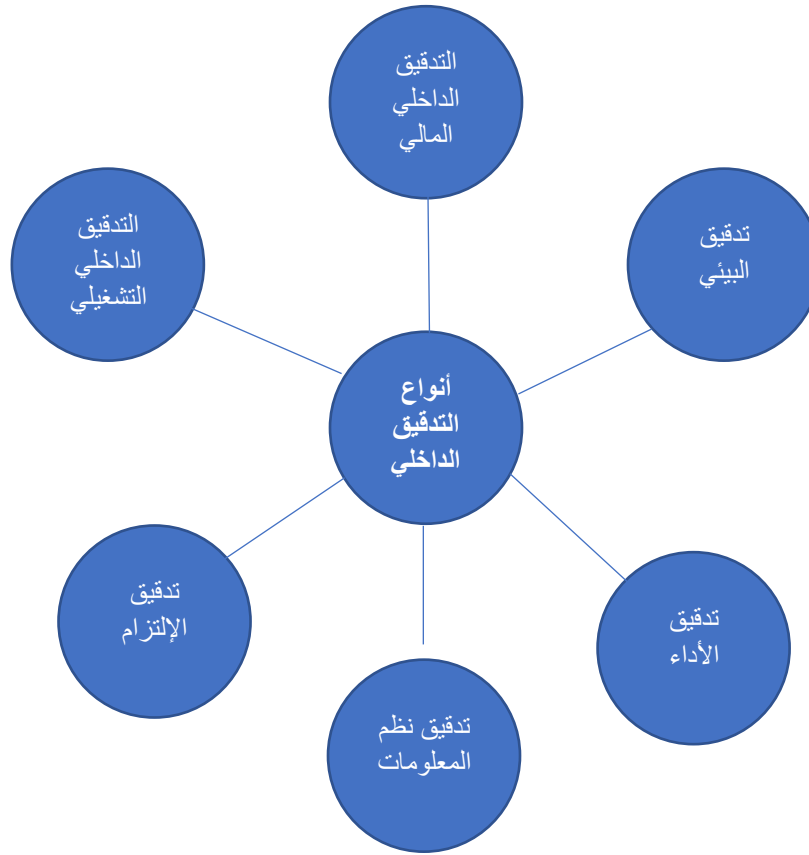 التدقيق
الداخلي
المالي
تدقيق
البيئي
التدقيق
الداخلي
التشغيلي
أنواع
التدقيق
الداخلي
تدقيق
الإلتزام
تدقيق
الأداء
تدقيق نظم
المعلومات